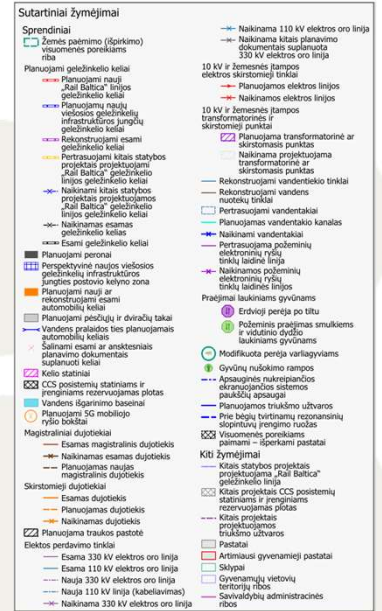 Sutartiniai žymėjimai
Sprendiniai
Žemės paėmimo (išpirkimo)
visuomenės poreikiams
riba
Planuojami geležinkelio keliai
Planuojami nauji
„Rail Baltica" linijos
geležinkelio keliai
Planuojamų naujų
viešosios geležinkelių
infrastruktūros jungčių
geležinkelio keliai
Rekonstruojami esami
geležinkelio keliai
Pertrasuojami kitais statybos
projektais projektuojami
„Rail Baltica" geležinkelio
linijos geležinkelio keliai
Naikinami kitais statybos
projektais projektuojamos
„Rail Baltica" geležinkelio
linijos geležinkelio keliai
Naikinamas esamas
geležinkelio kelias
Esami geležinkelio keliai
Planuojami peronai
Perspektyvinė naujos viešosios
geležinkelių infrastruktūros
jungties postovio kelyno zona
Planuojami nauji ar
rekonstruojami esami
automobilių keliai
Planuojami pėsčiųjų ir dviračių takai
Vandens pralaidos ties planuojamais
automobilių keliais
Šalinami esami ar ansktesniais
planavimo dokumentais
suplanuoti keliai
Kelio statiniai
CCS posistemių statiniams ir
įrenginiams rezervuojamas plotas
Vandens išgarinimo baseinai
Planuojami 5G mobiliojo
ryšio bokštai
Magistraliniai dujotiekiai
Esamas magistralinis dujotiekis
Naikinamas esamas dujotiekis
Planuojamas naujas
magistralinis dujotiekis
Skirstomieji dujotiekiai
Esamas dujotiekis
Planuojamas dujotiekis
Naikinamas dujotiekis
Planuojama traukos pastotė
Elektos perdavimo tinklai
Esama 330 kV elektros oro linija
Esama 110 kV elektros oro linija
Nauja 330 kV elektros oro linija
Nauja 110 kV linija (kabeliavimas)
Naikinama 330 kV elektros oro linija
Naikinama 110 kV elektros oro linija
Naikinama kitais planavimo
dokumentais suplanuota
330 kV elektros oro linija
10 kV ir žemesnės įtampos
elektros skirstomieji tinklai
Planuojamos elektros linijos
Naikinamos elektros linijos
10 kV ir žemesnės įtampos
transformatorinės ir
skirstomieji punktai
Planuojama transformatorinė ar
skirstomasis punktas
Naikinama projektuojama
transformatorinė ar
skirstomasis punktas
Rekonstruojami vandentiekio tinklai
Rekonstruojami vandens
nuotekų tinklai
Pertrasuojami vandentakiai
Planuojamas vandentakio kanalas
Naikinami vandentakiai
Pertrasuojama požeminių
elektroninių ryšių
tinklų laidinė linija
Naikinamos požeminių
elektroninių ryšių
tinklų laidinės linijos
Praėjimai laukiniams gyvūnams
Erdvioji perėja po tiltu
Požeminis praėjimas smulkiems
ir vidutinio dydžio
laukiniams gyvūnams
Modifikuota perėja varliagyviams
Gyvūnų nušokimo rampos
Apsauginės nukreipiančios
ekranuojančios sistemos
paukščių apsaugai
Planuojamos triukšmo užtvaros
Prie bėgių tvirtinamų rezonansinių
slopintuvų įrengimo ruožas
Visuomenės poreikiams
paimami – išperkami pastatai
Kiti žymėjimai
Kitais statybos projektais
projektuojama „Rail Baltica"
geležinkelio linija
Kitais projektais CCS posistemių
statiniams ir įrenginiams
rezervuojamas plotas
Kitais projektais
projektuojamos
triukšmo užtvaros
Pastatai
Artimiausi gyvenamieji pastatai
Sklypai
Gyvenamųjų vietovių
teritorijų ribos
Savivaldybių administracinės
ribos